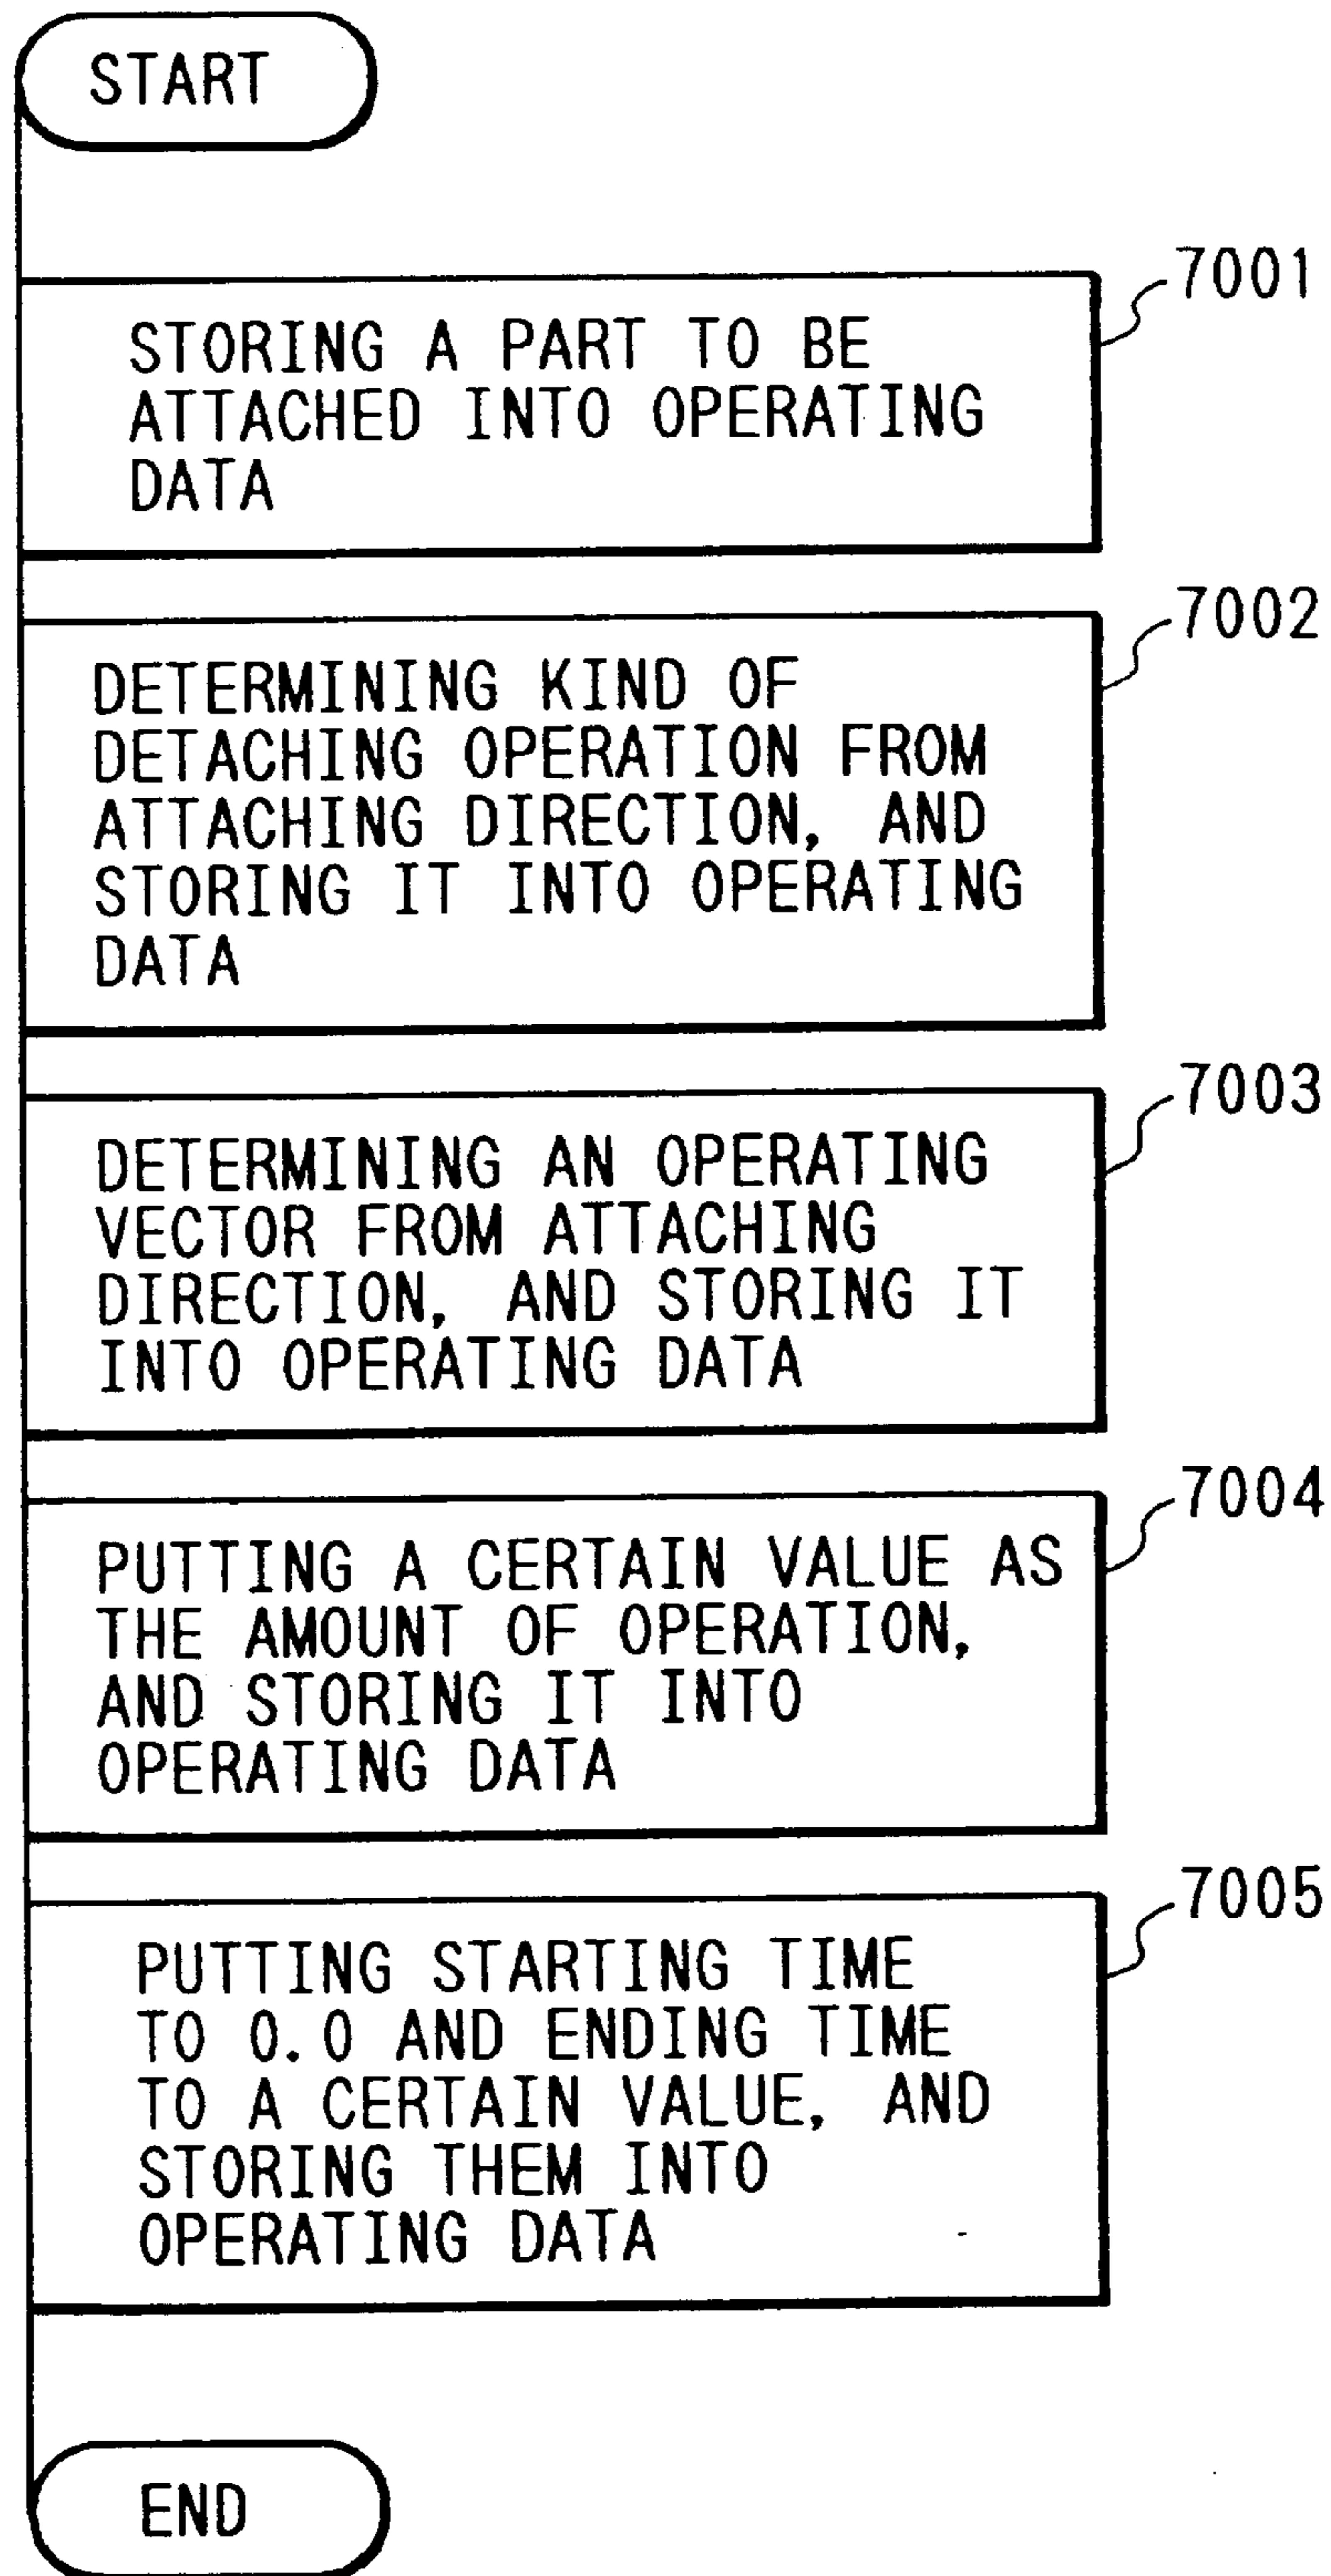 START
7001
STORING A PART TO BE
ATTACHED INTO OPERATING
DATA
7002
DETERMINING KIND OF
DETACHING OPERATION FROM
ATTACHING DIRECTION, AND
STORING IT INTO OPERATING
DATA
7003
DETERMINING AN OPERATING
VECTOR FROM ATTACHING
DIRECTION, AND STORING IT
INTO OPERATING DATA
7004
PUTTING A CERTAIN VALUE AS
THE AMOUNT OF OPERATION,
AND STORING IT INTO
OPERATING DATA
7005
PUTTING STARTING TIME
TO 0.0 AND ENDING TIME
TO A CERTAIN VALUE, AND
STORING THEM INTO
OPERATING DATA
END